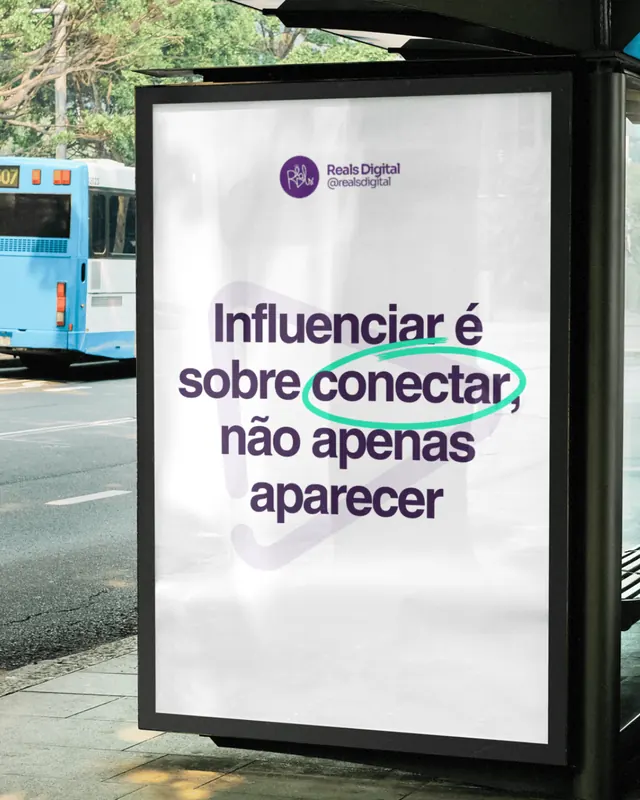 07
Reals Digital
@realsdigital
Influenciar é
sobre conectar,
não apenas
aparecer